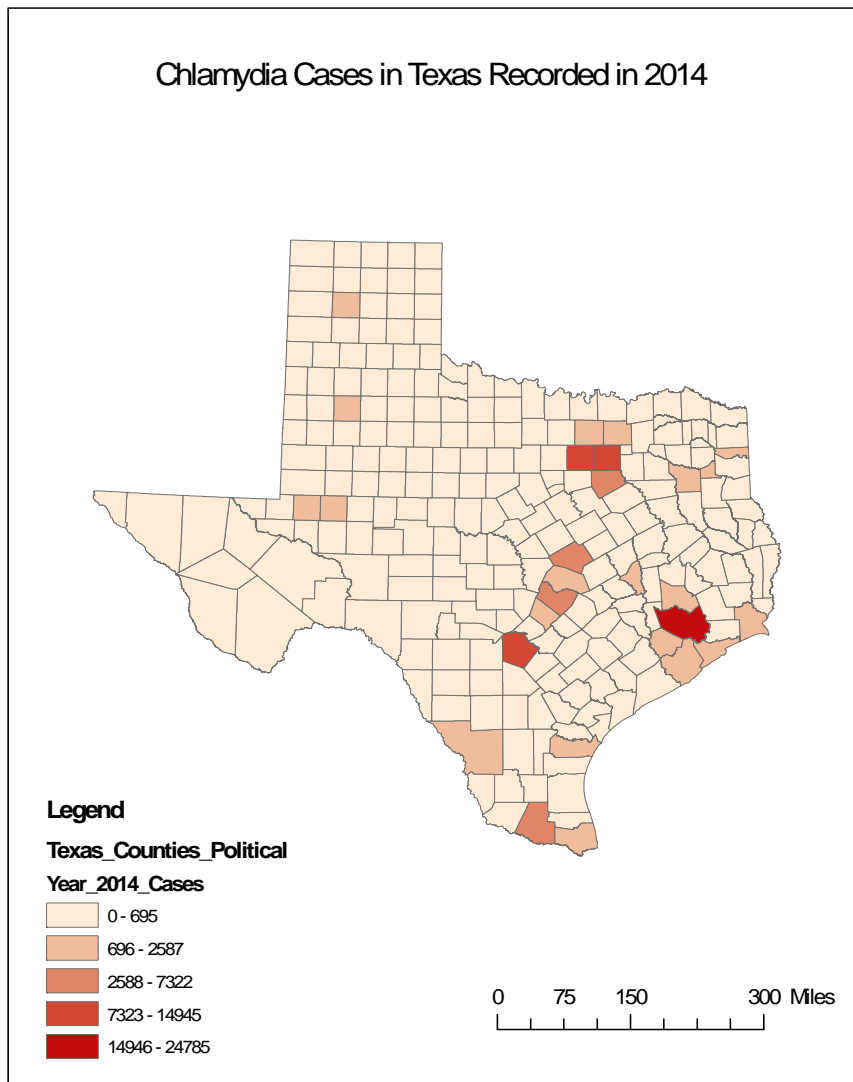 Chlamydia Cases in Texas Recorded in 2014
Legend
Texas_Counties_Political
Year_2014_Cases
0 - 695
696 - 2587
2588 - 7322
7323 - 14945
14946 - 24785
0 75 150 300 Miles